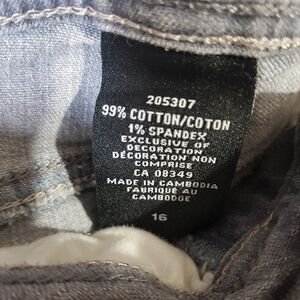 205307
99% COTTON/COTON
1% SPANDEX
EXCLUSIVE OF
DECORATION
DÉCORATION NON
COMPRISE
CA 08349
MADE IN CAMBODIA
FABRIQUÉ AU
CAMBODGE
16